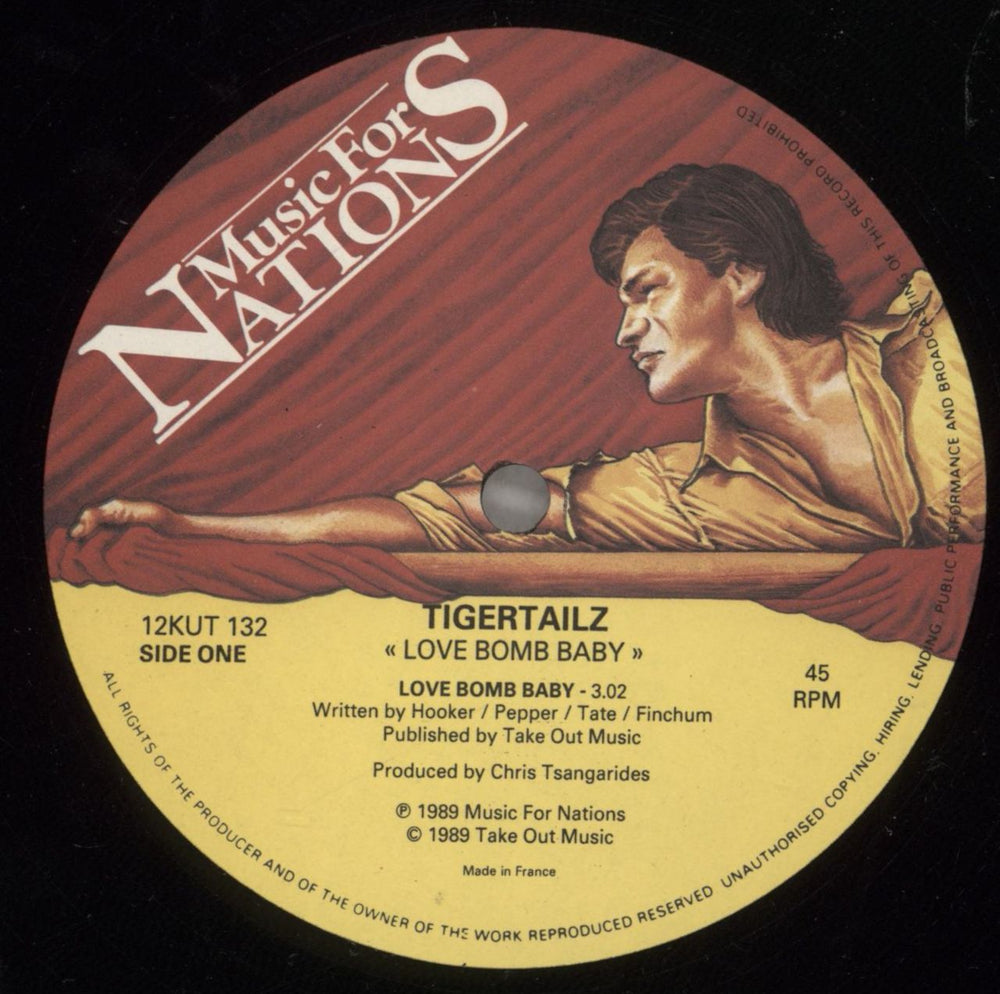 Music For
NATIONS
12KUT 132
SIDE ONE
TIGERTAILZ
« LOVE BOMB BABY »
LOVE BOMB BABY - 3.02
Written by Hooker / Pepper / Tate / Finchum
Published by Take Out Music
Produced by Chris Tsangarides
℗ 1989 Music For Nations
© 1989 Take Out Music
Made in France
45
RPM
ALL RIGHTS OF THE PRODUCER AND OF THE OWNER OF THE WORK REPRODUCED RESERVED UNAUTHORISED COPYING. HIRING. LENDING. PUBLIC PERFORMANCE AND BROADCASTING OF THIS RECORD PROHIBITED